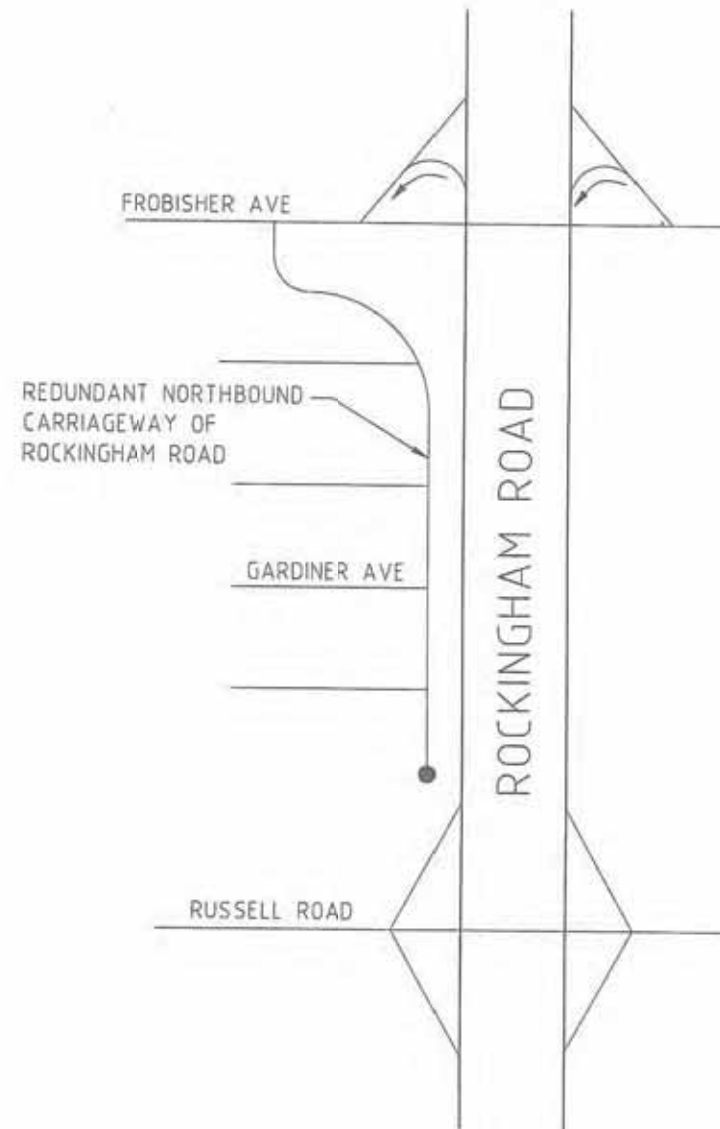 FROBISHER AVE
REDUNDANT NORTHBOUND
CARRIAGEWAY OF
ROCKINGHAM ROAD
GARDINER AVE
ROCKINGHAM ROAD
RUSSELL ROAD